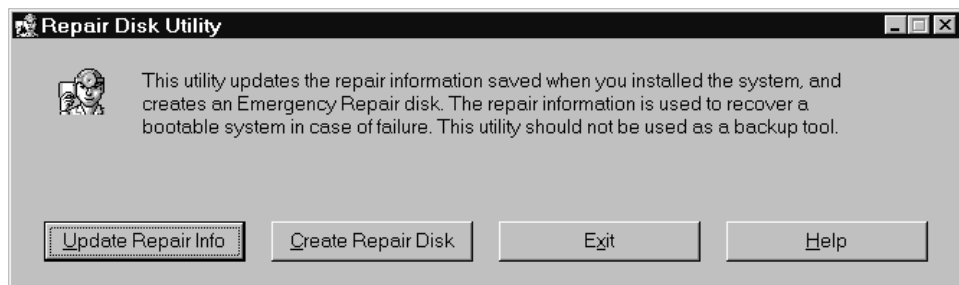 Repair Disk Utility
This utility updates the repair information saved when you installed the system, and
creates an Emergency Repair disk. The repair information is used to recover a
bootable system in case of failure. This utility should not be used as a backup tool.
Update Repair Info Create Repair Disk Exit Help